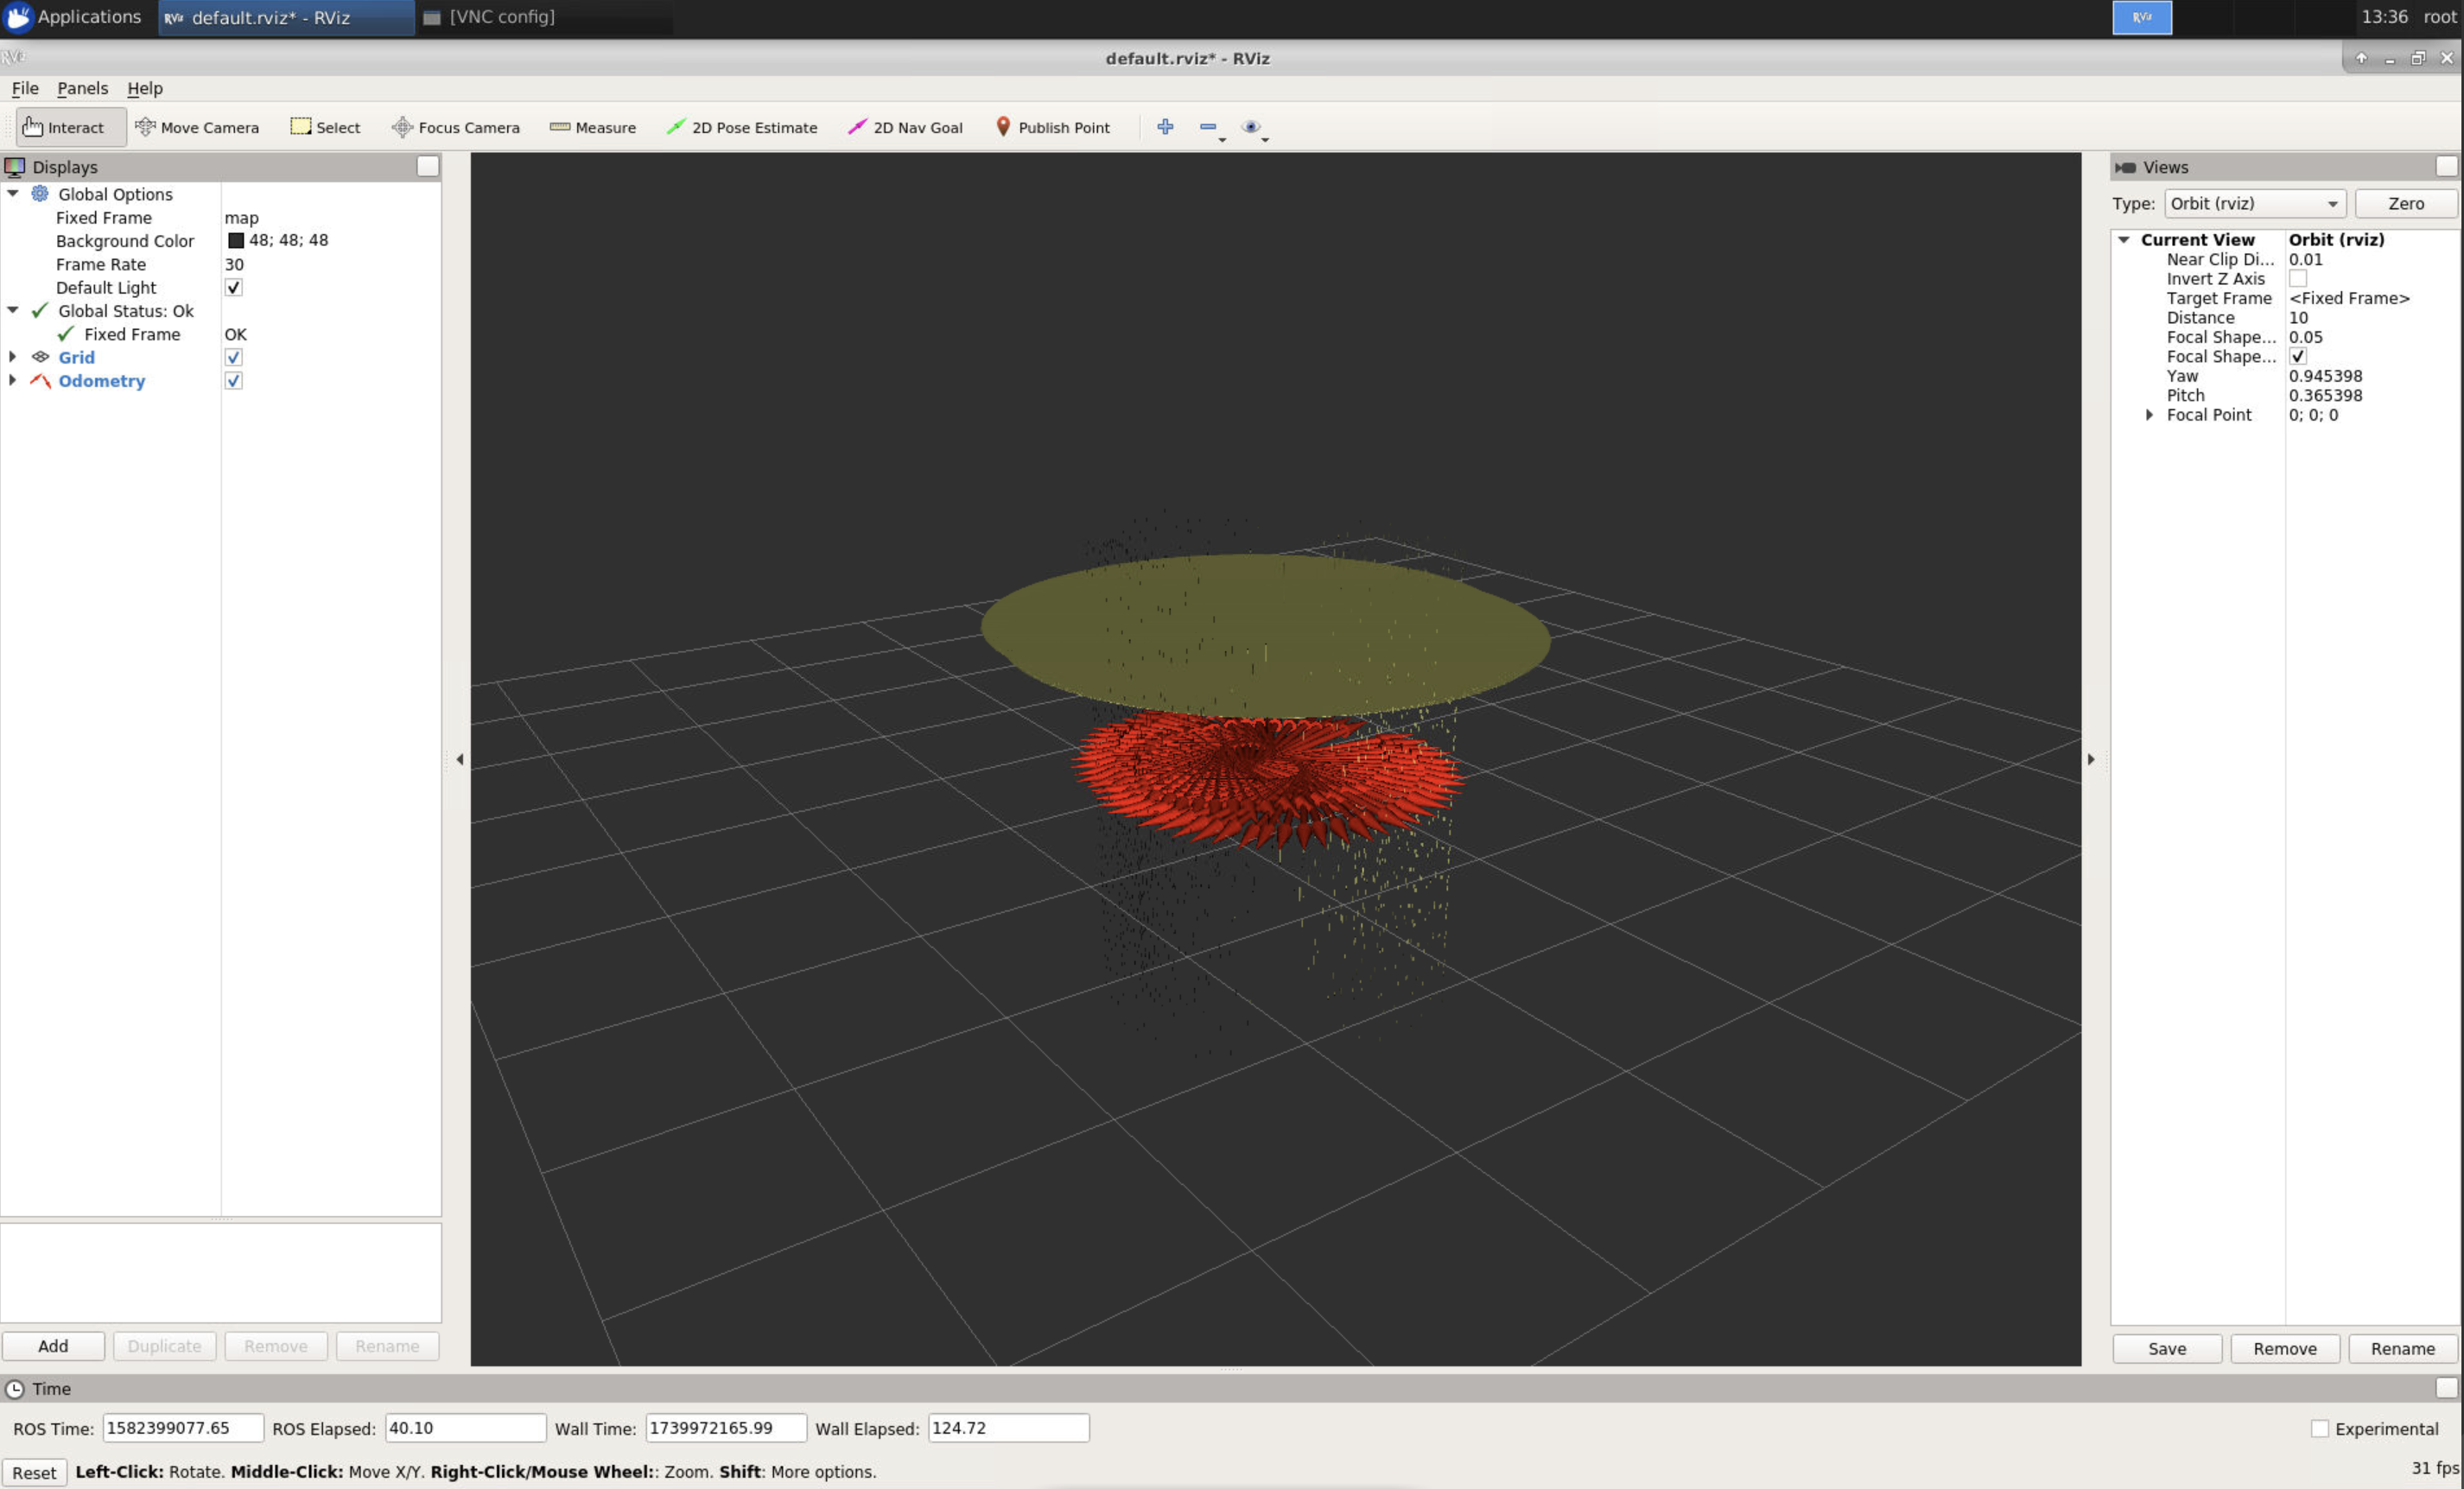 Applications RViz default.rviz* - RViz [VNC config] RViz 13:36 root
RViz default.rviz* - RViz
File Panels Help
Interact Move Camera Select Focus Camera Measure 2D Pose Estimate 2D Nav Goal Publish Point
Displays
Global Options
Fixed Frame map
Background Color 48; 48; 48
Frame Rate 30
Default Light
Global Status: Ok
Fixed Frame OK
Grid
Odometry
Add Duplicate Remove Rename
Views
Type: Orbit (rviz) Zero
Current View Orbit (rviz)
Near Clip Di... 0.01
Invert Z Axis
Target Frame <Fixed Frame>
Distance 10
Focal Shape... 0.05
Focal Shape...
Yaw 0.945398
Pitch 0.365398
Focal Point 0; 0; 0
Save Remove Rename
Time
ROS Time: 1582399077.65 ROS Elapsed: 40.10 Wall Time: 1739972165.99 Wall Elapsed: 124.72 Experimental
Reset Left-Click: Rotate. Middle-Click: Move X/Y. Right-Click/Mouse Wheel:: Zoom. Shift: More options. 31 fps